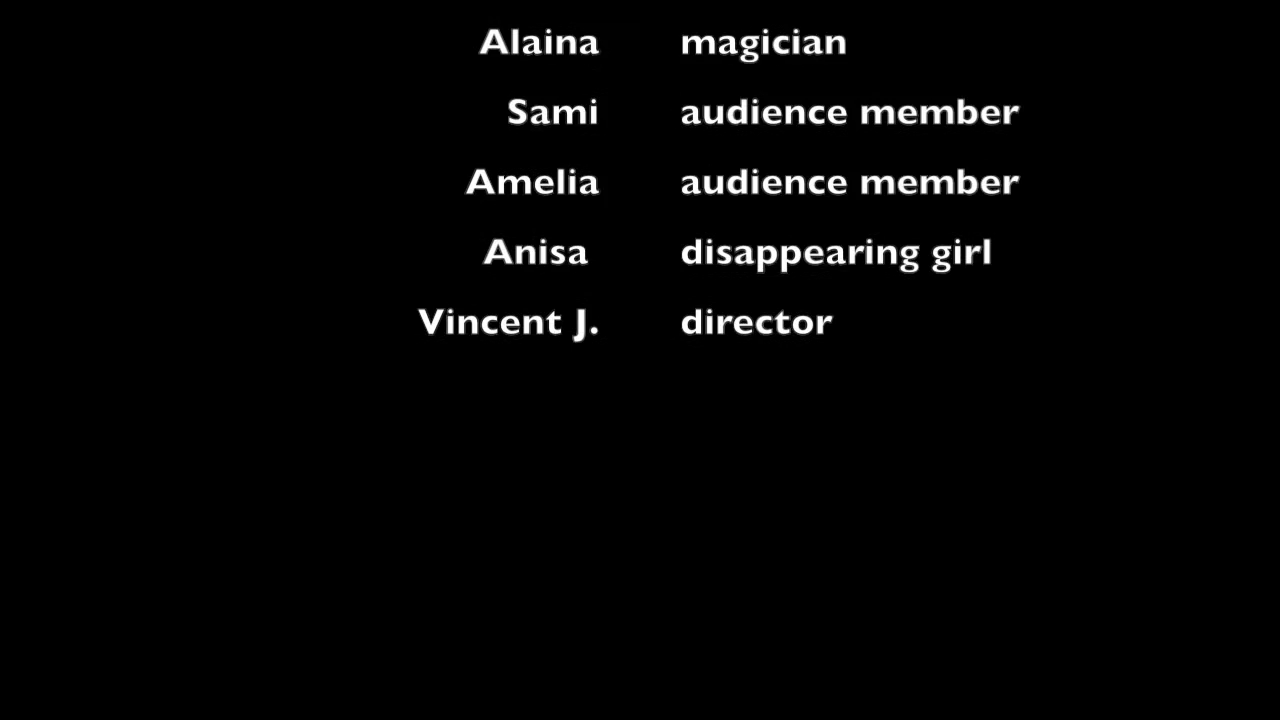 Alaina magician
Sami audience member
Amelia audience member
Anisa disappearing girl
Vincent J. director